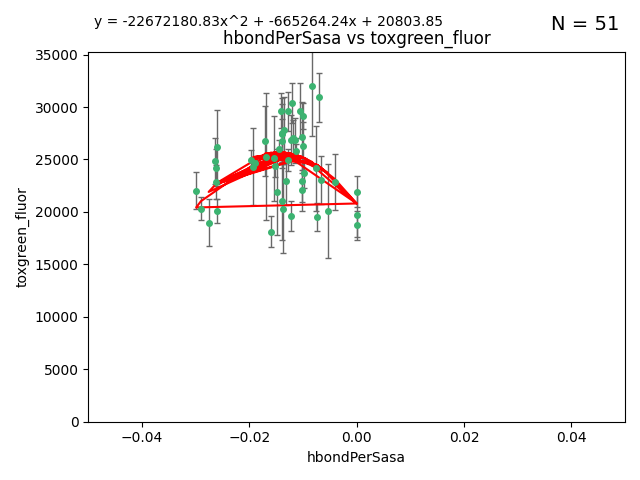 y = -22672180.83x^2 + -665264.24x + 20803.85
N = 51
hbondPerSasa vs toxgreen_fluor
35000
30000
25000
20000
15000
10000
5000
0
toxgreen_fluor
−0.04
−0.02
0.00
0.02
0.04
hbondPerSasa